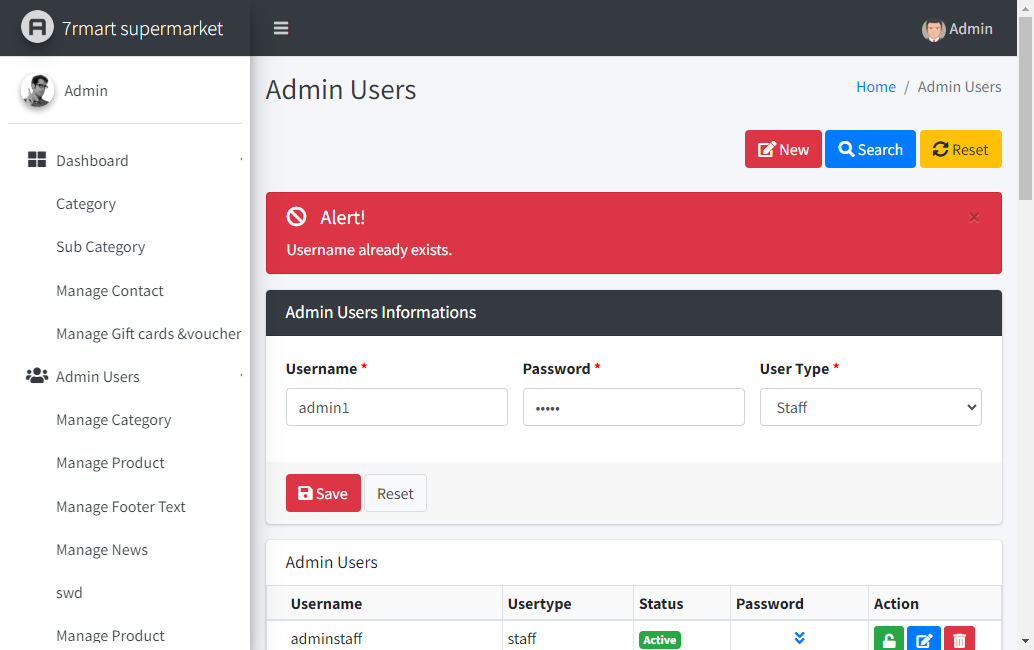 7rmart supermarket
Admin
Admin
Dashboard
Category
Sub Category
Manage Contact
Manage Gift cards &voucher
Admin Users
Manage Category
Manage Product
Manage Footer Text
Manage News
swd
Manage Product
Admin Users
Home / Admin Users
New Search Reset
Alert!
×
Username already exists.
Admin Users Informations
Username * Password * User Type *
admin1 ••••• Staff
Save Reset
Admin Users
Username Usertype Status Password Action
adminstaff staff Active